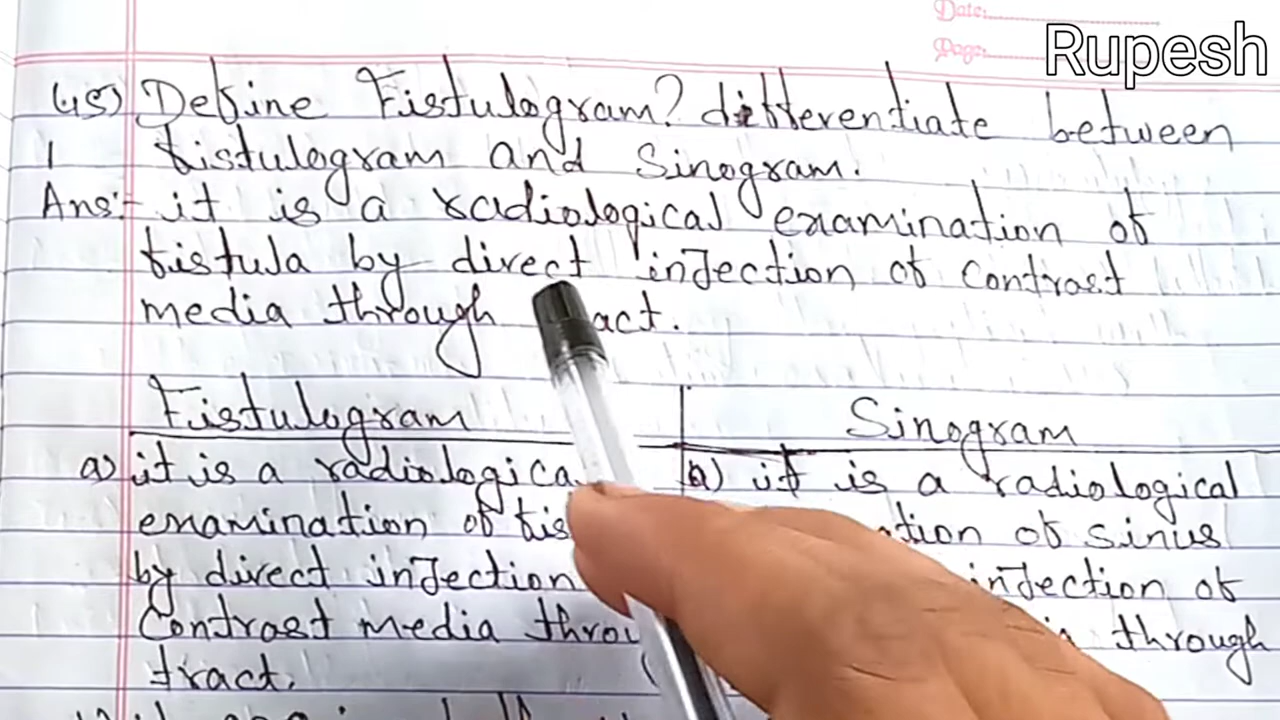 Date:
Page:
Rupesh
45) Define Fistulogram? differentiate between
fistulogram and Sinogram.
Ans:- it is a radiological examination of
fistula by direct injection of Contrast
media through act.
Fistulogram Sinogram
a) it is a radiologica a) it is a radiological
examination of fis tion of sinus
by direct injection injection of
Contrast media throu through
tract.